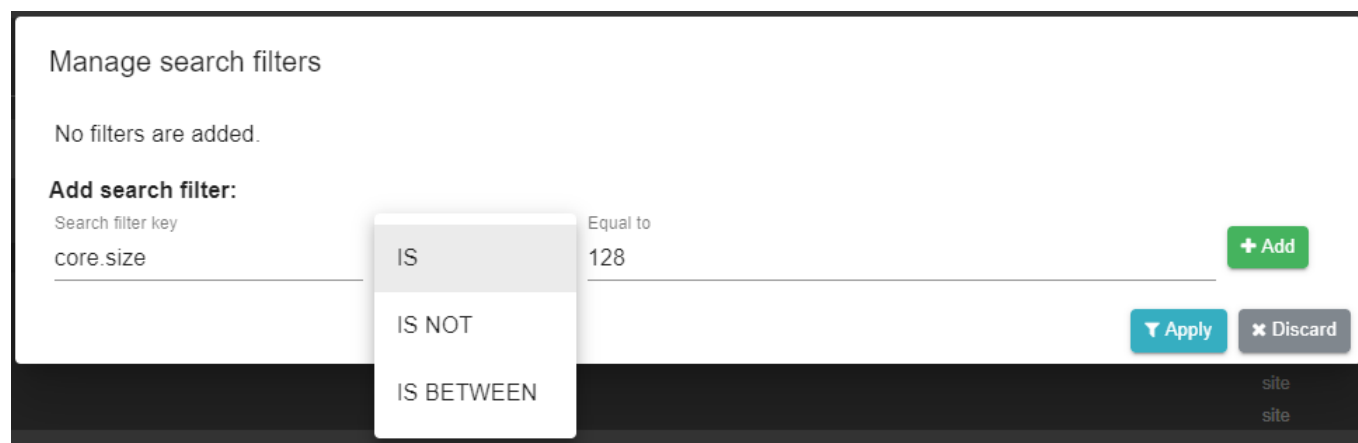 Manage search filters
No filters are added.
Add search filter:
Search filter key
core.size
IS
IS NOT
IS BETWEEN
Equal to
128
Add
Apply
Discard
site
site